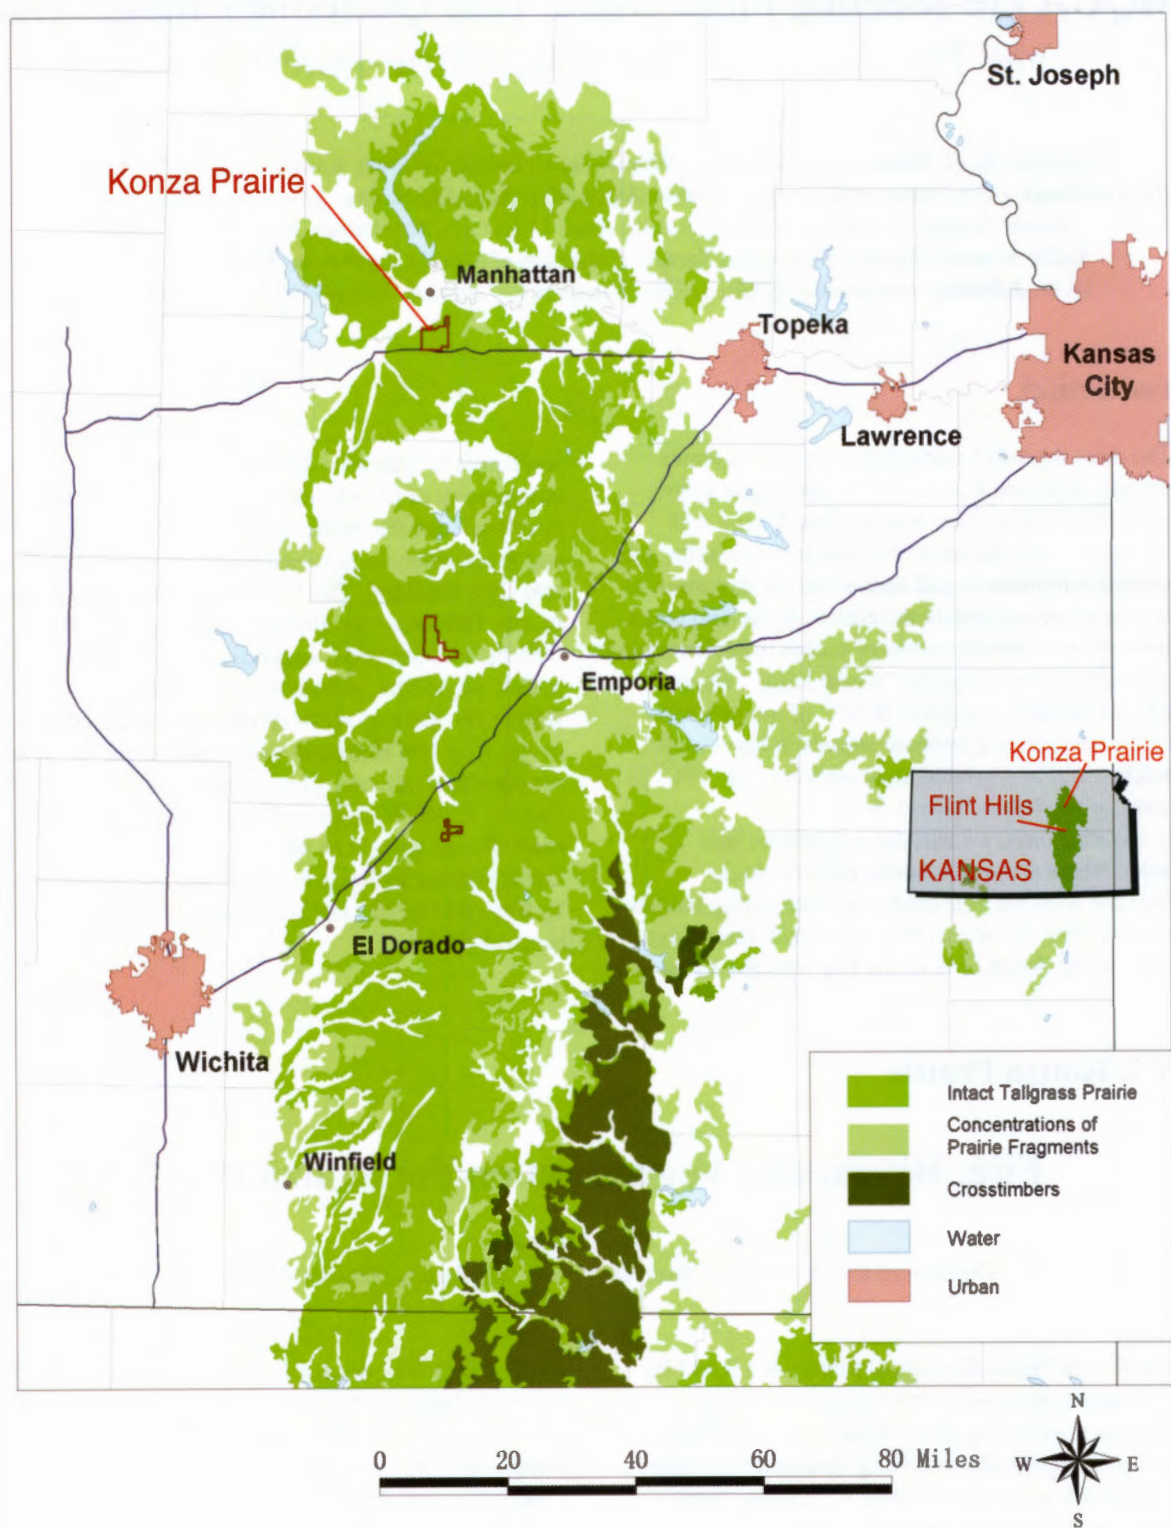 St. Joseph
Konza Prairie
Manhattan
Topeka
Kansas
City
Lawrence
Emporia
Konza Prairie
Flint Hills
KANSAS
El Dorado
Wichita
Winfield
Intact Tallgrass Prairie
Concentrations of
Prairie Fragments
Crosstimbers
Water
Urban
N
W E
S
0 20 40 60 80 Miles